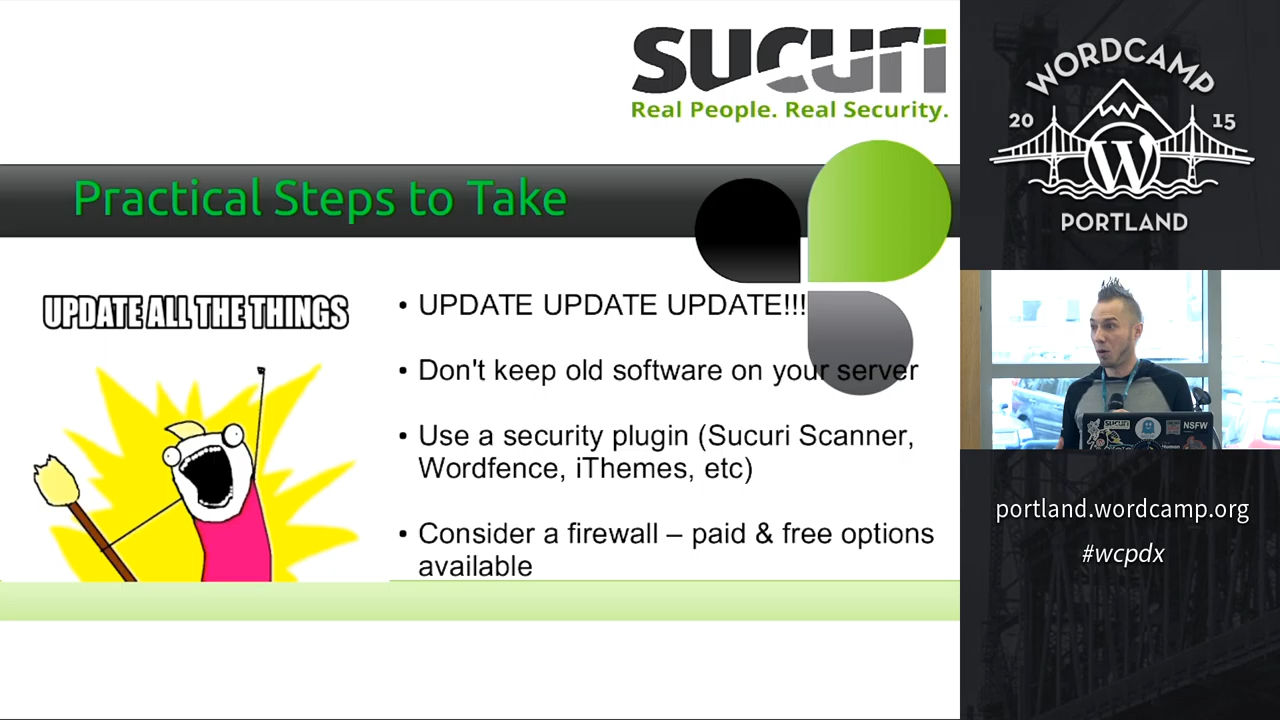 sucuri
Real People. Real Security.
Practical Steps to Take
UPDATE ALL THE THINGS
• UPDATE UPDATE UPDATE!!!
• Don't keep old software on your server
• Use a security plugin (Sucuri Scanner,
Wordfence, iThemes, etc)
• Consider a firewall – paid & free options
available
WORDCAMP
20 15
W
PORTLAND
SUCURI
NSFW
portland.wordcamp.org
#wcpdx